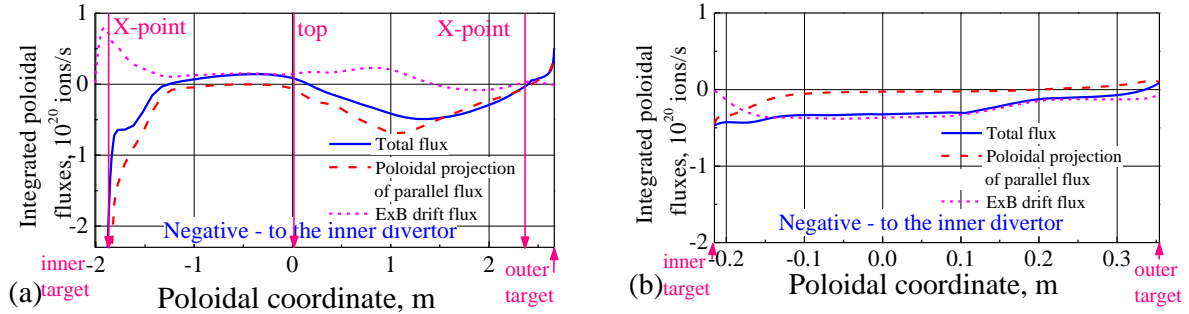 X-point
top
X-point
1
0
-1
-2
Integrated poloidal
fluxes, 10^20 ions/s
Total flux
Poloidal projection
of parallel flux
ExB drift flux
Negative - to the inner divertor
-2
-1
0
1
2
inner
target
outer
target
(a)
Poloidal coordinate, m
1
0
-1
-2
Integrated poloidal
fluxes, 10^20 ions/s
Total flux
Poloidal projection
of parallel flux
ExB drift flux
Negative - to the inner divertor
-0.2
-0.1
0.0
0.1
0.2
0.3
inner
target
outer
target
(b)
Poloidal coordinate, m